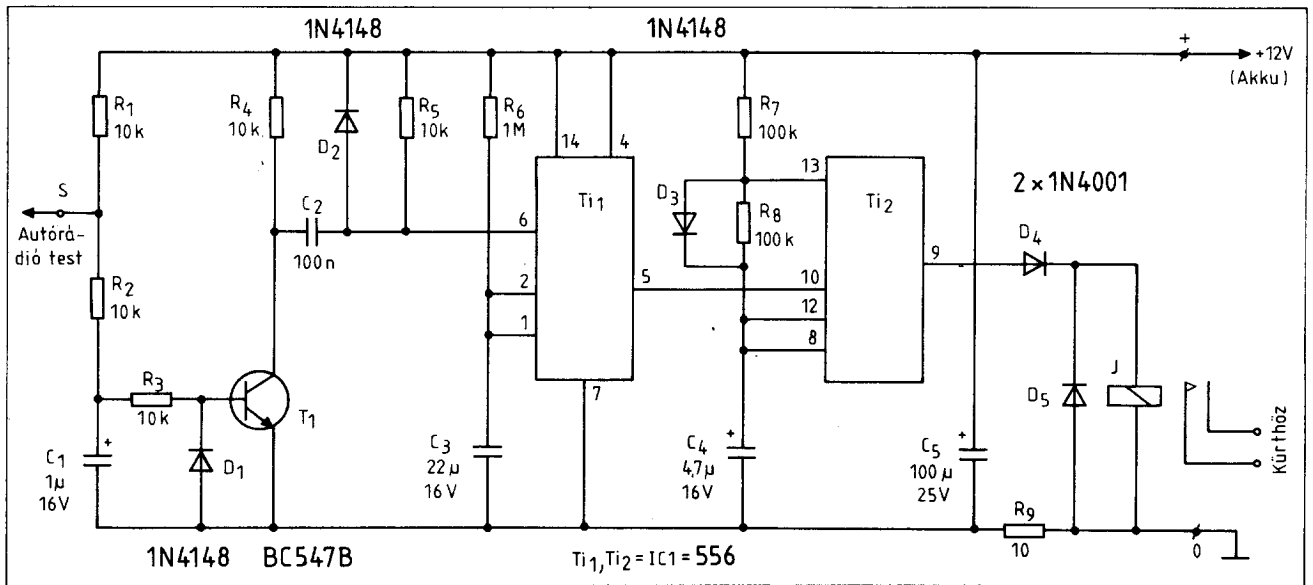 1N4148
1N4148
+
+12V
(Akku)
R1
10k
R4
10k
D2
R5
10k
R6
1M
14
4
R7
100k
S
Autórá-
dió test
C2
100n
6
Ti1
D3
R8
100k
13
Ti2
2×1N4001
9
D4
R2
10k
2
1
5
10
12
8
R3
10k
T1
7
D5
J
Kürthöz
C1
+
1µ
16V
D1
C3
22µ
16V
C4
+
4,7µ
16V
C5
+
100µ
25V
R9
10
0
1N4148
BC547B
Ti1,Ti2=IC1=556